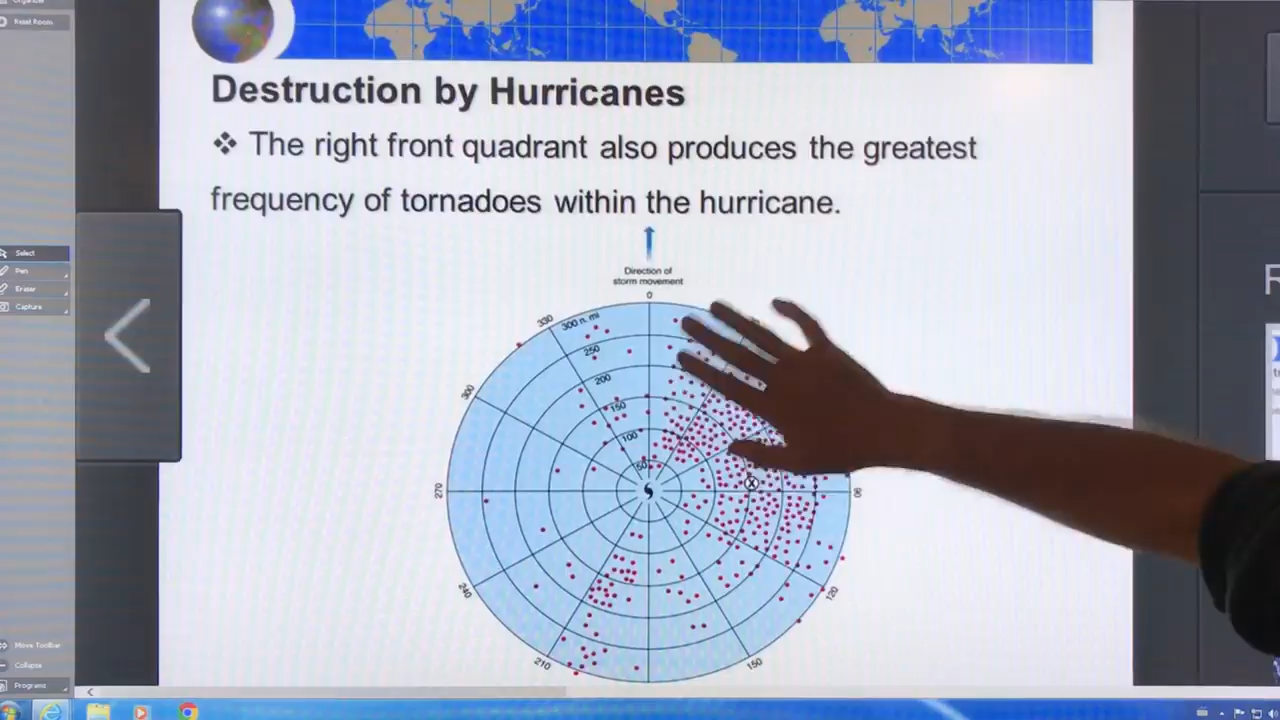 Reset Room
Destruction by Hurricanes
❖ The right front quadrant also produces the greatest
frequency of tornadoes within the hurricane.
Select
Pen
Eraser
Capture
Direction of
storm movement
0
330
300 n. mi
250
300
200
150
100
50
X
270
90
240
120
210
150
Move Toolbar
Collapse
Programs